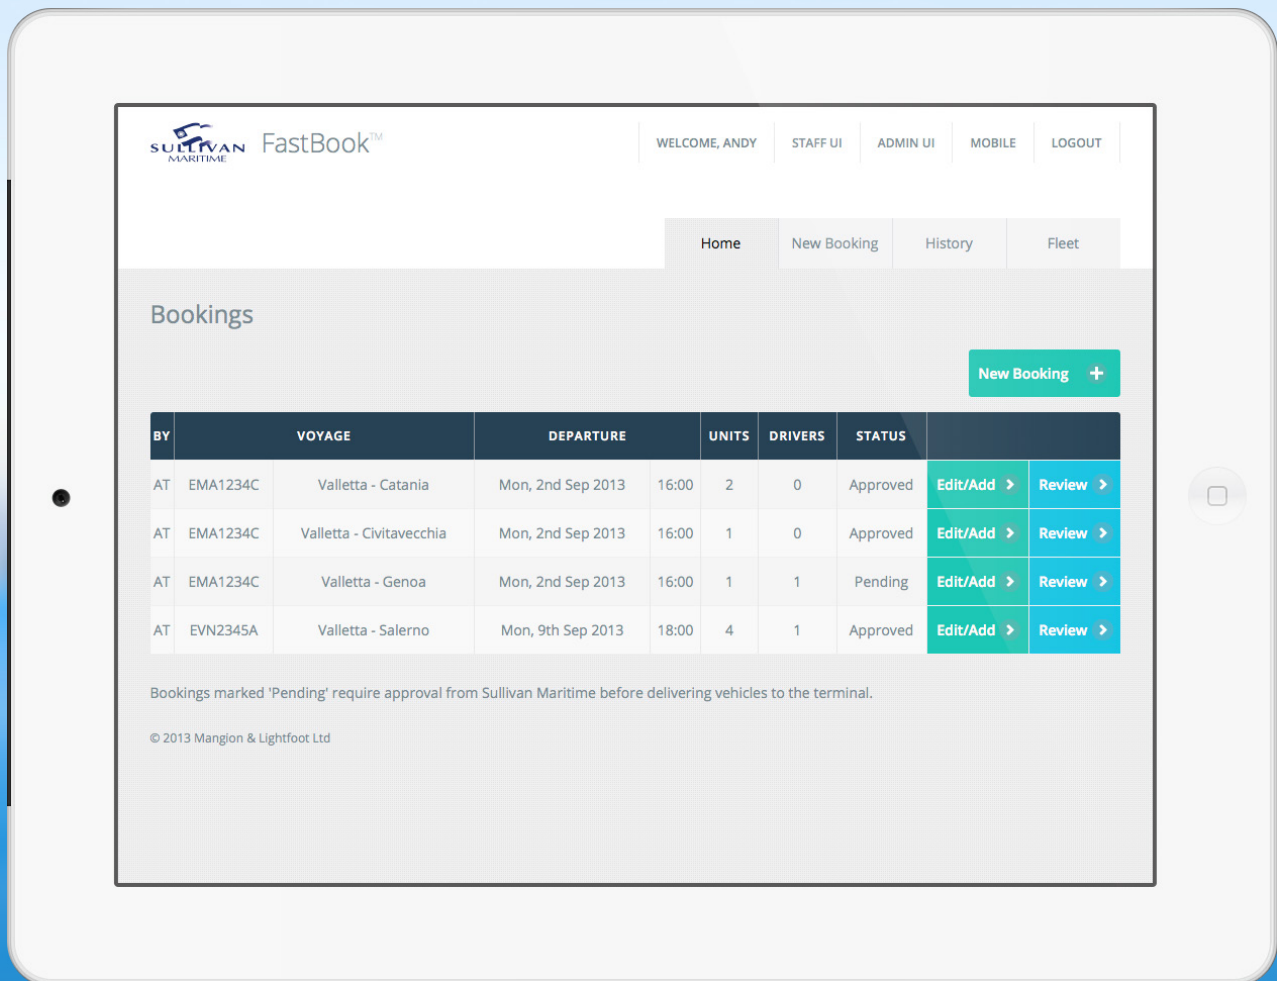 SULLIVAN MARITIME FastBook™ WELCOME, ANDY STAFF UI ADMIN UI MOBILE LOGOUT
Home New Booking History Fleet
Bookings
New Booking +
BY VOYAGE DEPARTURE UNITS DRIVERS STATUS
AT EMA1234C Valletta - Catania Mon, 2nd Sep 2013 16:00 2 0 Approved Edit/Add Review
AT EMA1234C Valletta - Civitavecchia Mon, 2nd Sep 2013 16:00 1 0 Approved Edit/Add Review
AT EMA1234C Valletta - Genoa Mon, 2nd Sep 2013 16:00 1 1 Pending Edit/Add Review
AT EVN2345A Valletta - Salerno Mon, 9th Sep 2013 18:00 4 1 Approved Edit/Add Review
Bookings marked 'Pending' require approval from Sullivan Maritime before delivering vehicles to the terminal.
© 2013 Mangion & Lightfoot Ltd